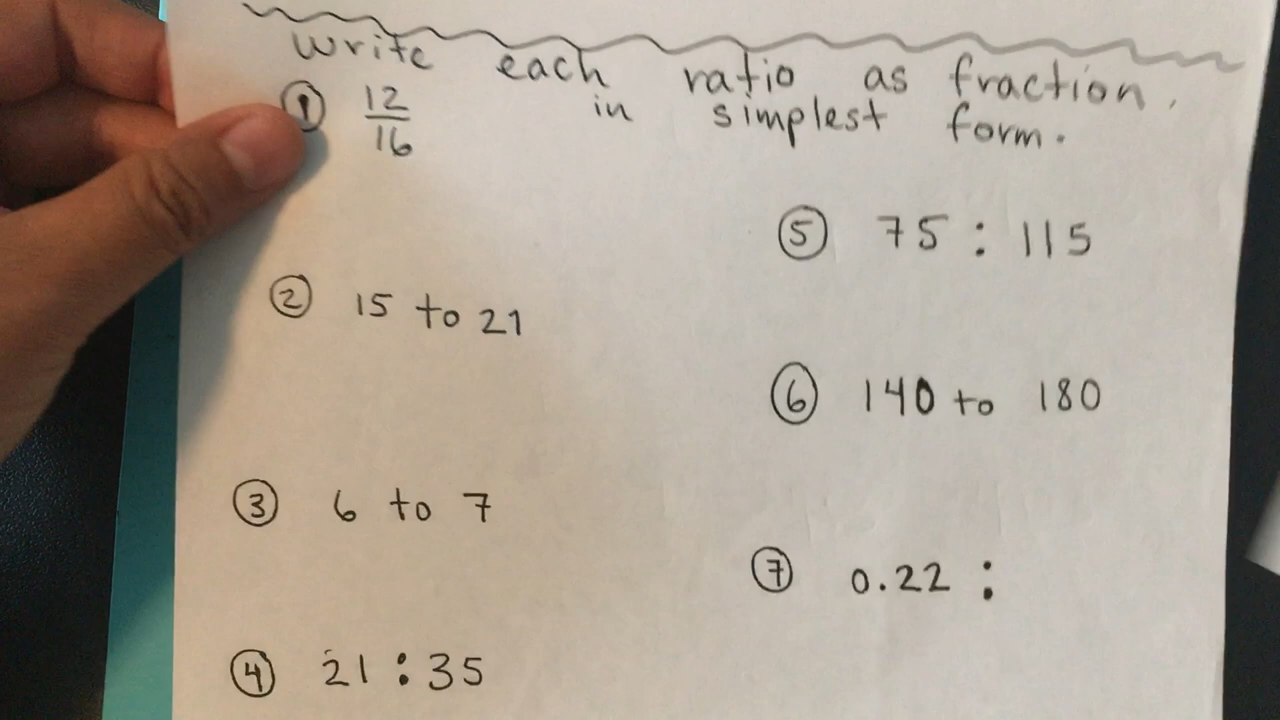 Write each ratio as fraction,
in simplest form.
① 12/16
② 15 to 21
③ 6 to 7
④ 21 : 35
⑤ 75 : 115
⑥ 140 to 180
⑦ 0.22 :